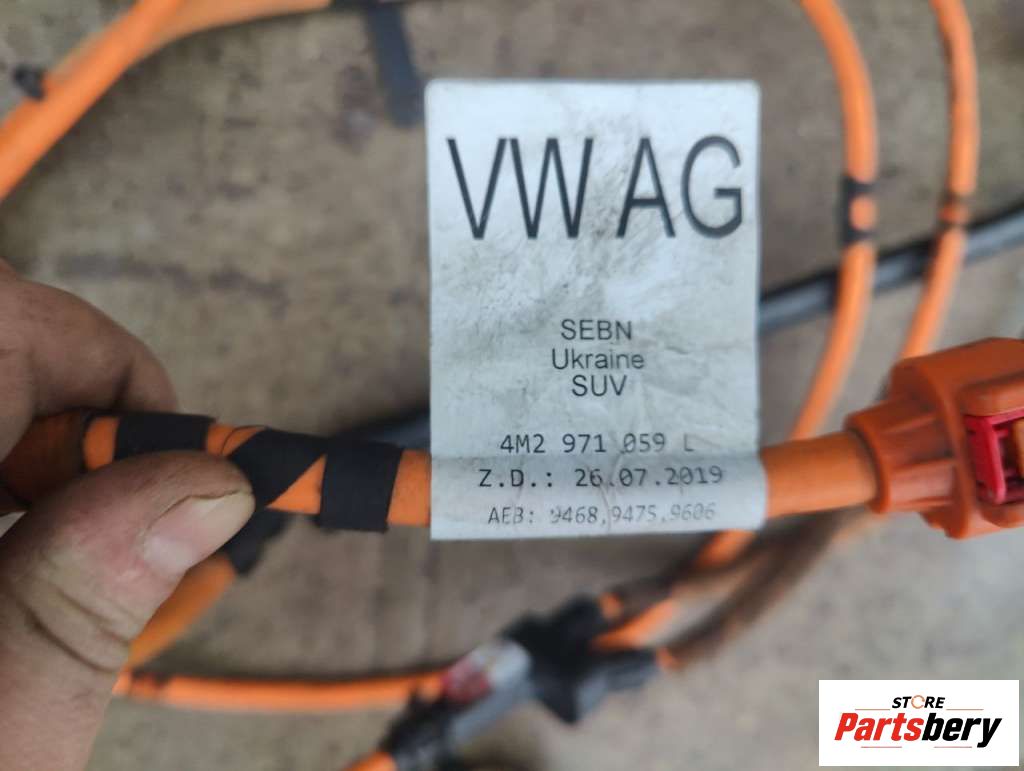 VW AG
SEBN
Ukraine
SUV
4M2 971 059 L
Z.D.: 26.07.2019
AEB: 9468,9475,9606
STORE
Partsbery